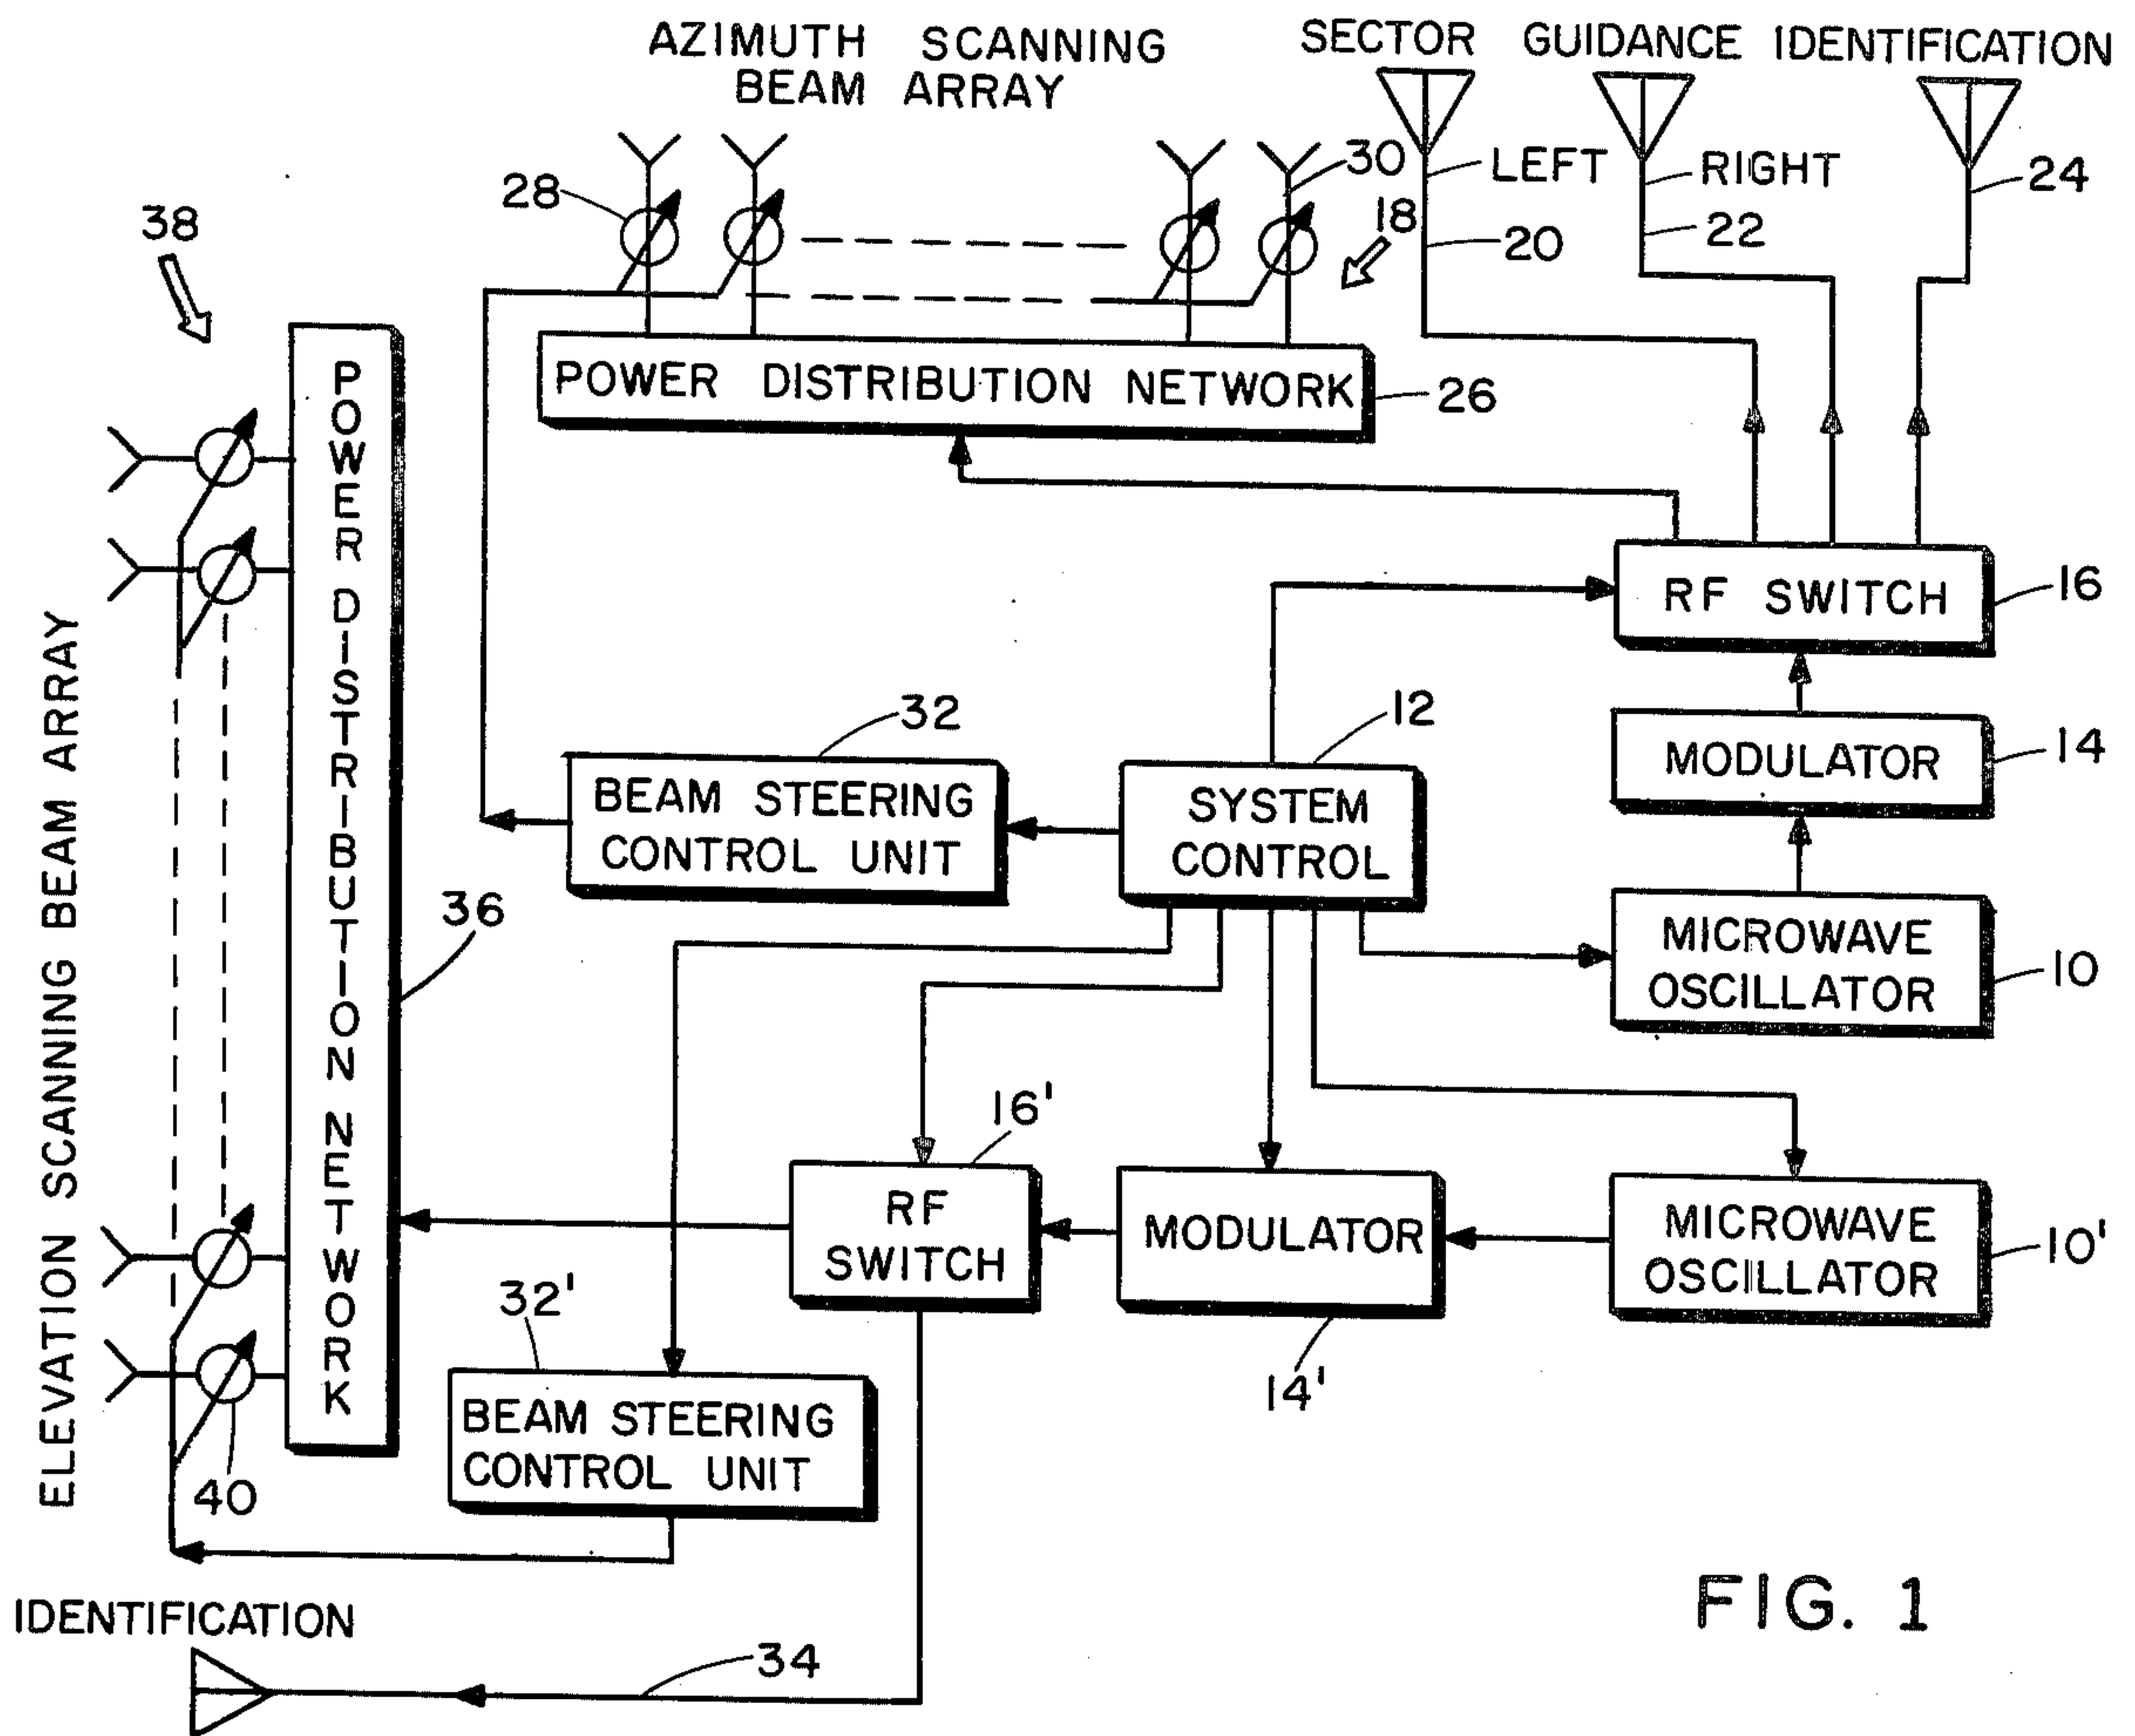 AZIMUTH SCANNING
BEAM ARRAY
SECTOR GUIDANCE IDENTIFICATION
LEFT
RIGHT
24
30
28
18
20
22
38
POWER DISTRIBUTION NETWORK
26
POWER DISTRIBUTION NETWORK
ELEVATION SCANNING BEAM ARRAY
RF SWITCH
16
32
12
MODULATOR
14
BEAM STEERING
CONTROL UNIT
SYSTEM
CONTROL
36
MICROWAVE
OSCILLATOR
10
16'
RF
SWITCH
MODULATOR
MICROWAVE
OSCILLATOR
10'
32'
14'
BEAM STEERING
CONTROL UNIT
40
IDENTIFICATION
34
FIG. 1